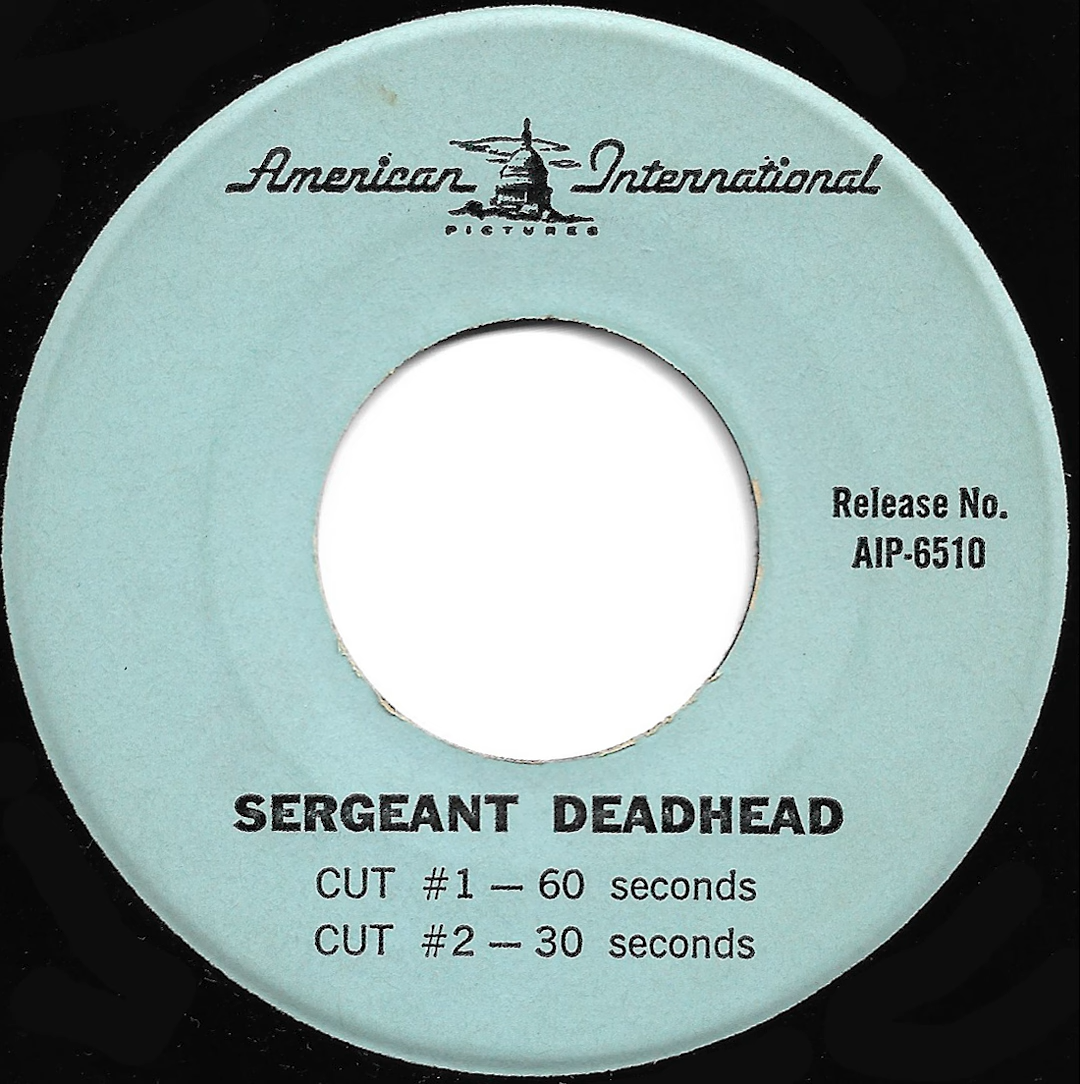 American International
PICTURES
Release No.
AIP-6510
SERGEANT DEADHEAD
CUT #1 — 60 seconds
CUT #2 — 30 seconds